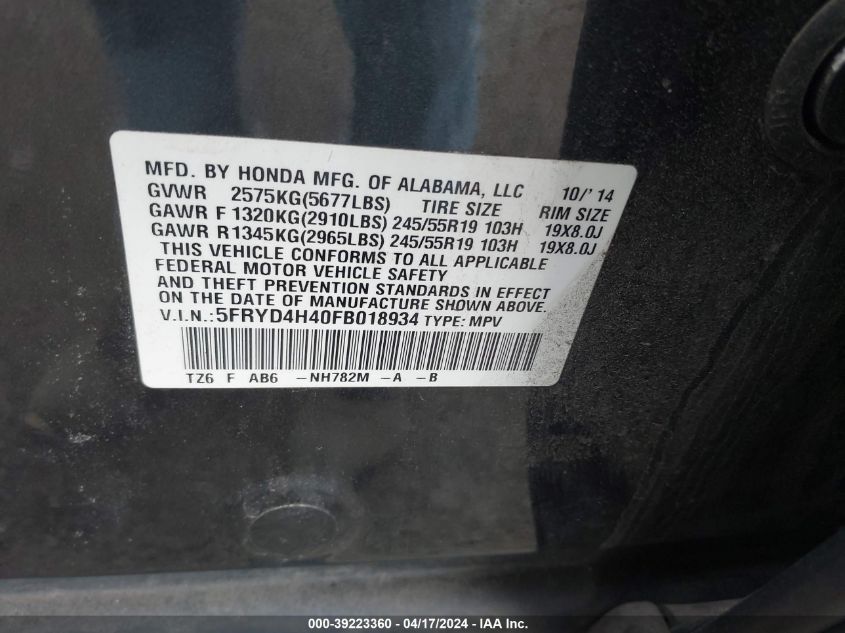 MFD. BY HONDA MFG. OF ALABAMA, LLC 10/'14
GVWR 2575KG(5677LBS) TIRE SIZE RIM SIZE
GAWR F 1320KG(2910LBS) 245/55R19 103H 19X8.0J
GAWR R1345KG(2965LBS) 245/55R19 103H 19X8.0J
THIS VEHICLE CONFORMS TO ALL APPLICABLE
FEDERAL MOTOR VEHICLE SAFETY
AND THEFT PREVENTION STANDARDS IN EFFECT
ON THE DATE OF MANUFACTURE SHOWN ABOVE.
V.I.N.: 5FRYD4H40FB018934 TYPE: MPV
TZ6 F AB6 -NH782M -A -B
000-39223360 - 04/17/2024 - IAA Inc.